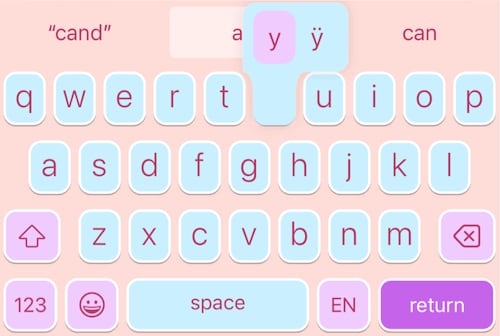 “cand” a can
y ÿ
q w e r t u i o p
a s d f g h j k l
z x c v b n m
123 space EN return